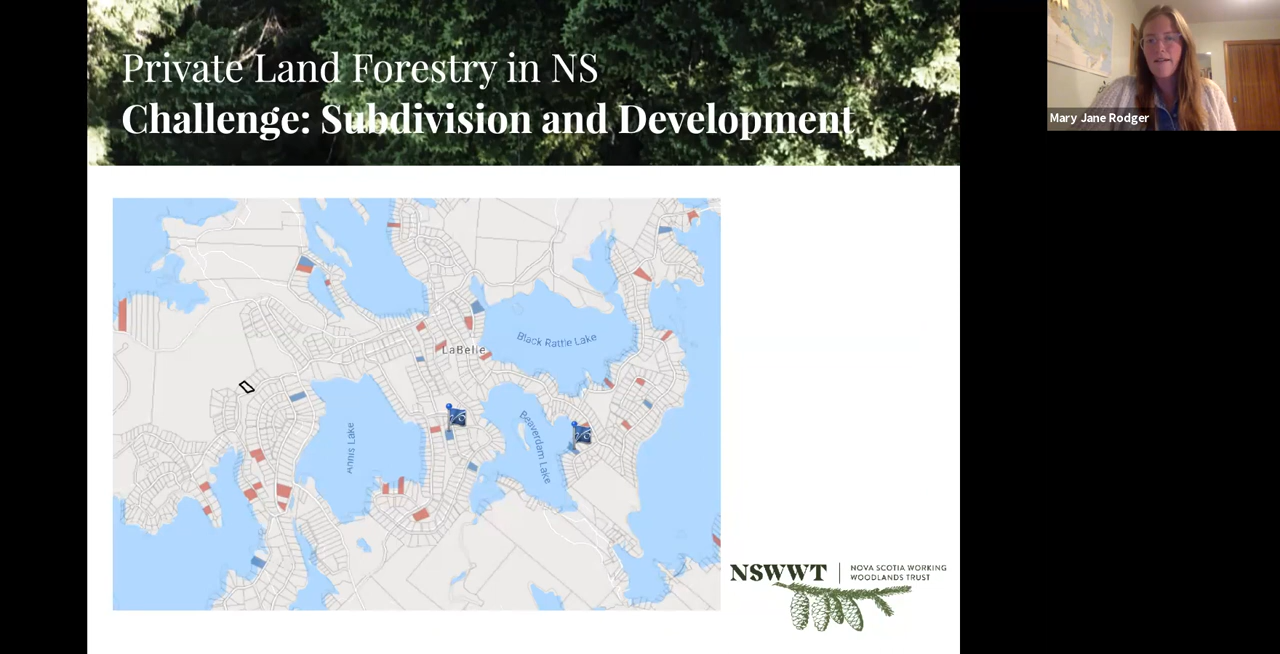 Private Land Forestry in NS
Challenge: Subdivision and Development
Mary Jane Rodger
Black Rattle Lake
LaBelle
Annis Lake
Beaverdam Lake
NSWWT
NOVA SCOTIA WORKING
WOODLANDS TRUST